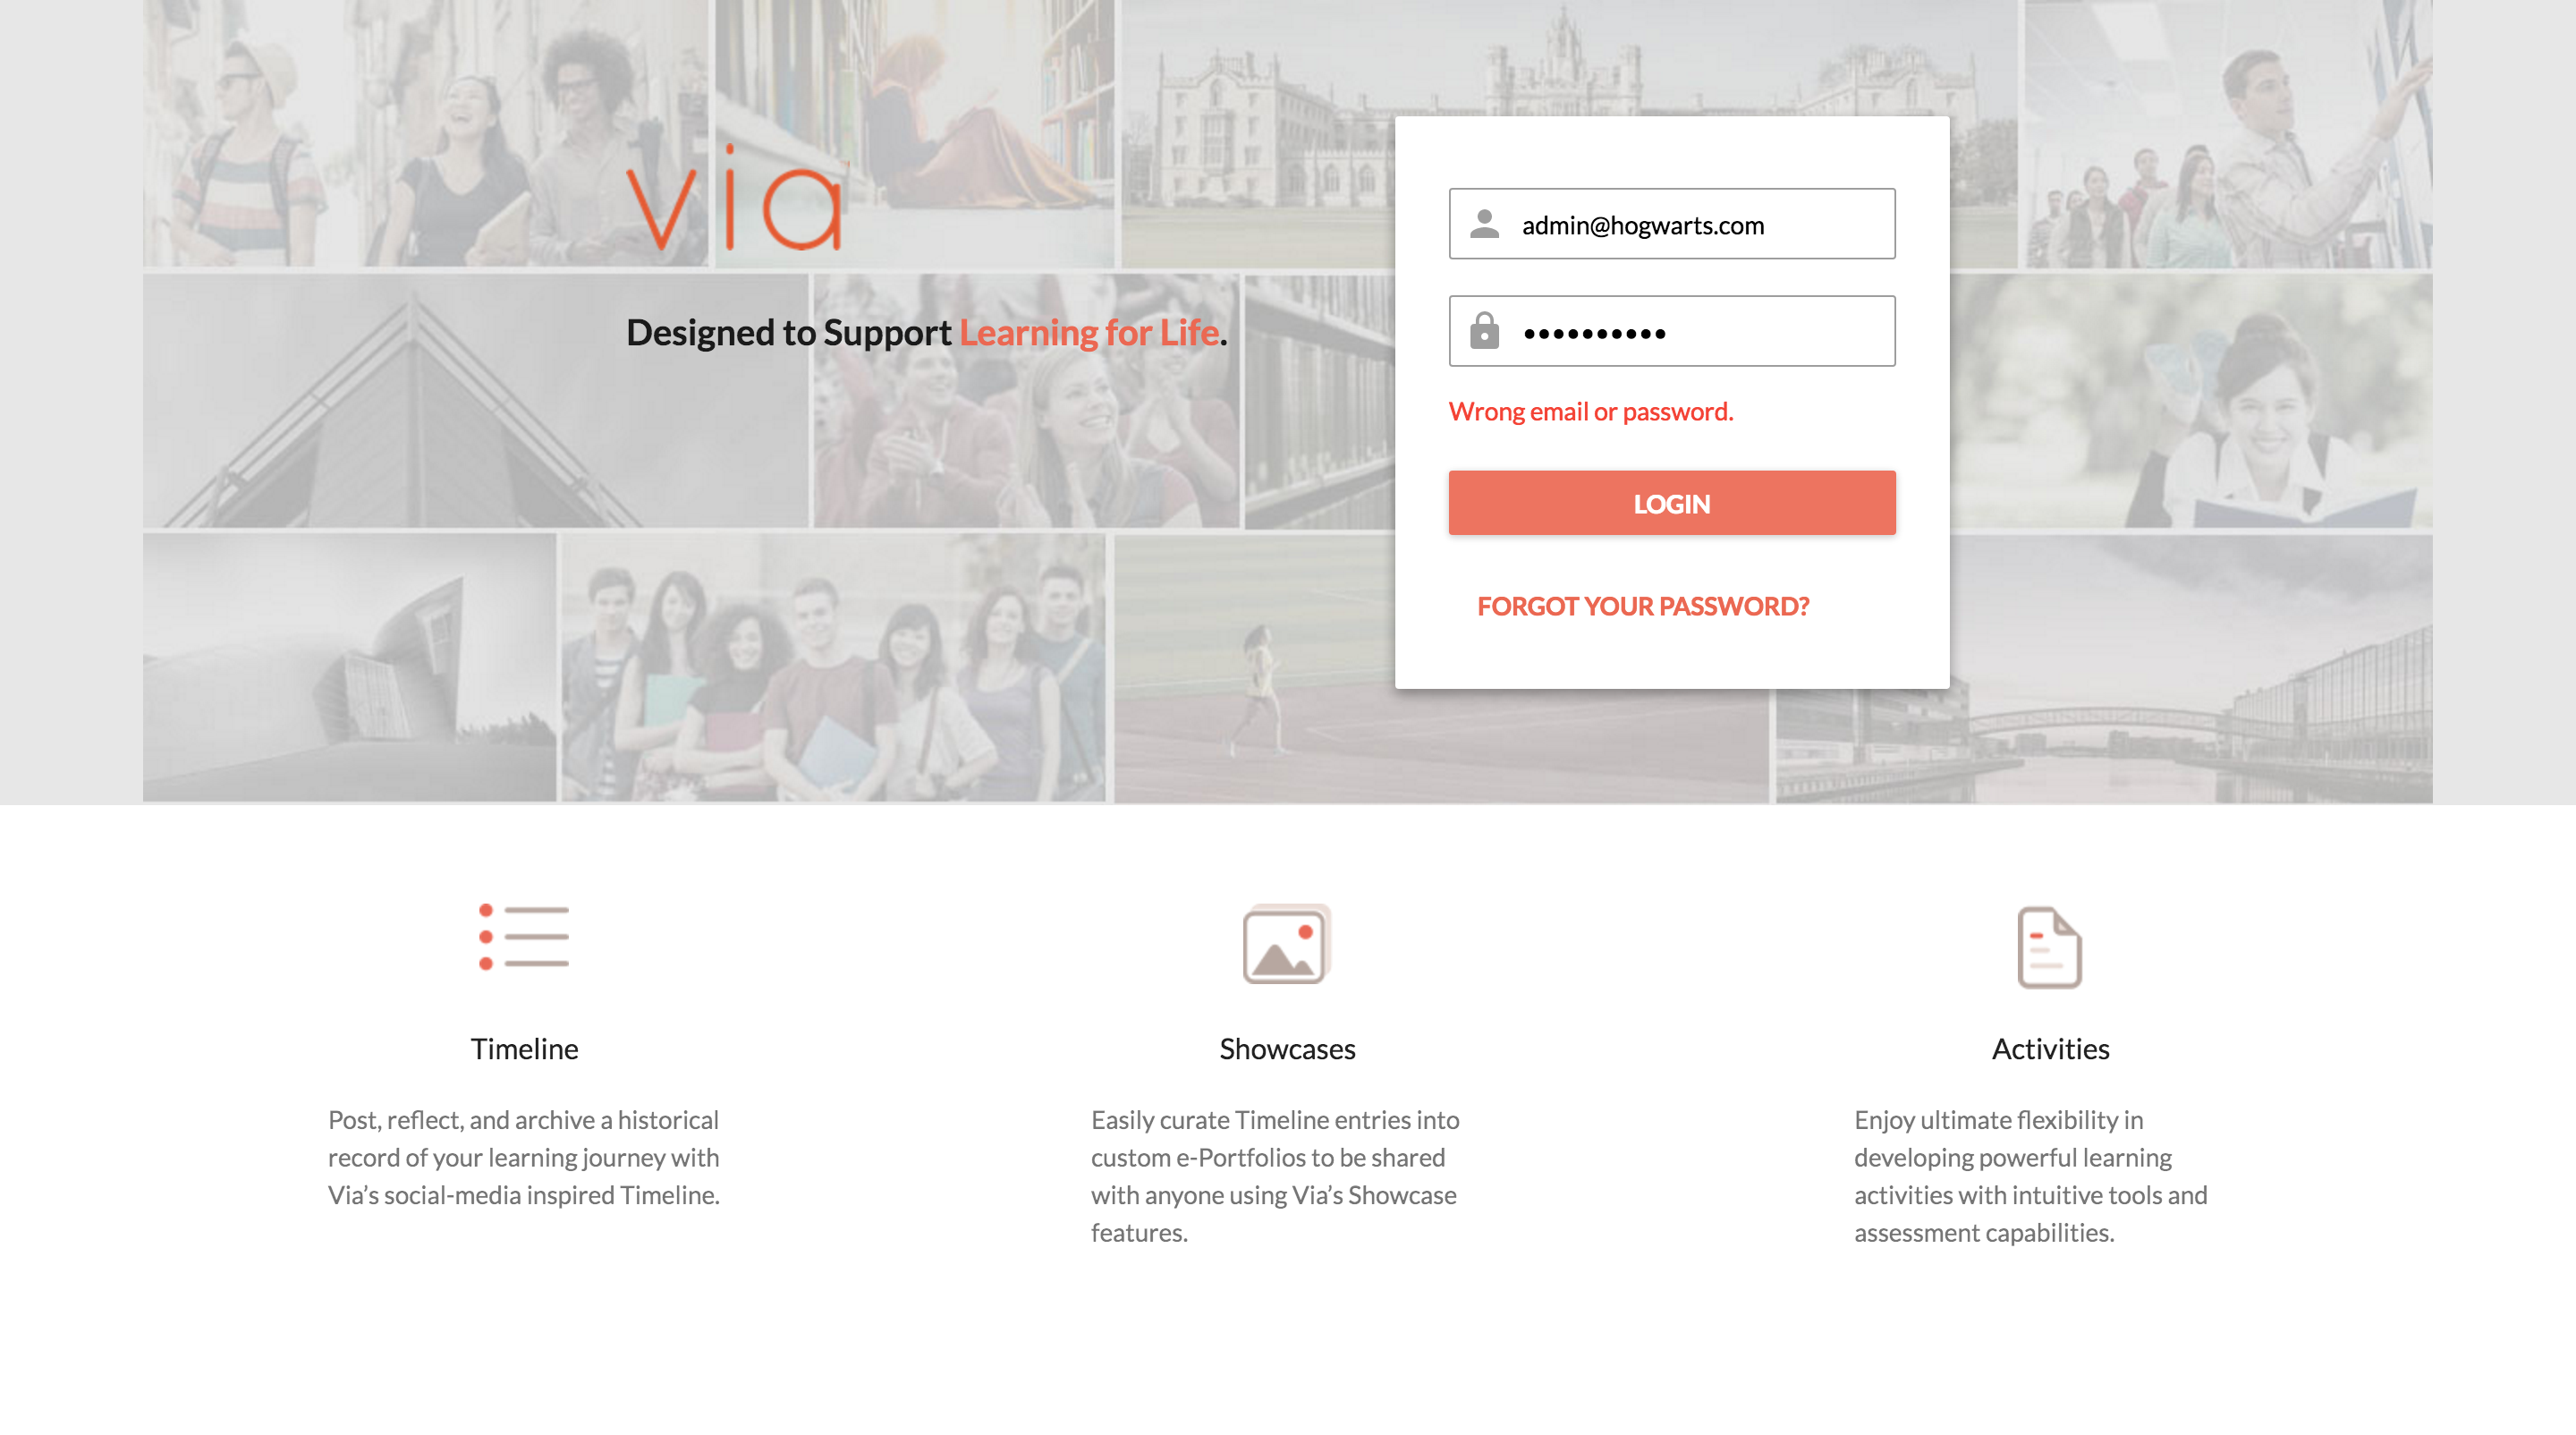 via
Designed to Support Learning for Life.
admin@hogwarts.com
••••••••••
Wrong email or password.
LOGIN
FORGOT YOUR PASSWORD?
Timeline
Post, reflect, and archive a historical
record of your learning journey with
Via’s social-media inspired Timeline.
Showcases
Easily curate Timeline entries into
custom e-Portfolios to be shared
with anyone using Via’s Showcase
features.
Activities
Enjoy ultimate flexibility in
developing powerful learning
activities with intuitive tools and
assessment capabilities.